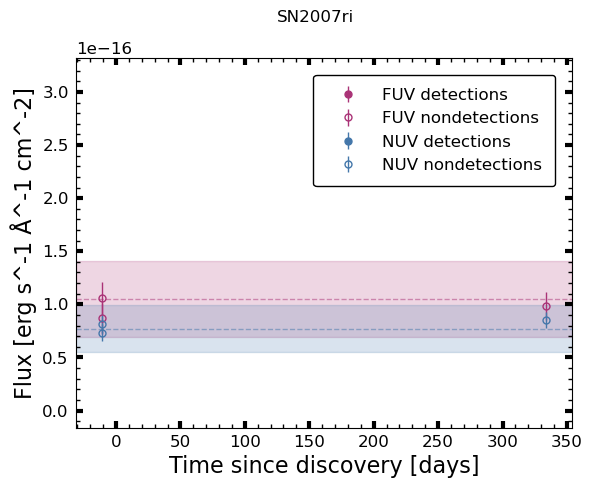 SN2007ri
1e−16
FUV detections
FUV nondetections
NUV detections
NUV nondetections
3.0
2.5
2.0
1.5
1.0
0.5
0.0
Flux [erg s^-1 Å^-1 cm^-2]
0 50 100 150 200 250 300 350
Time since discovery [days]